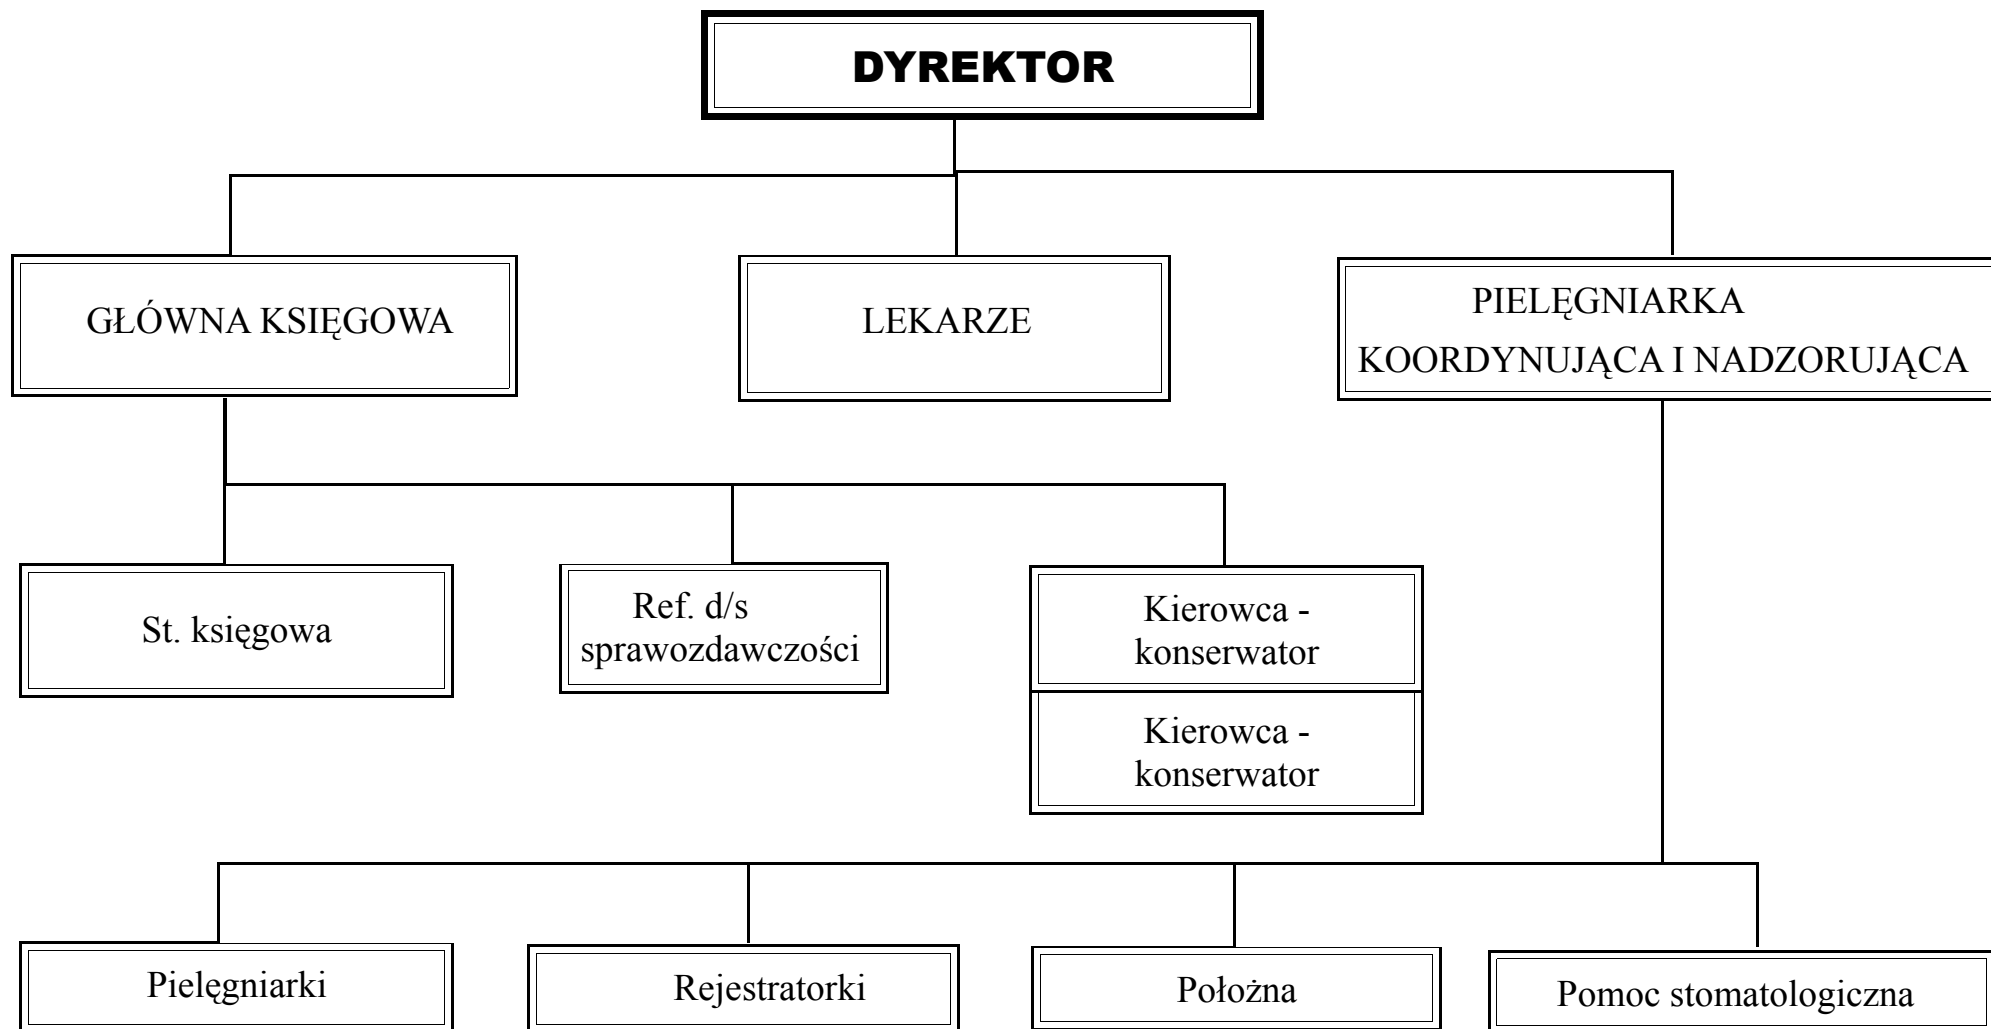 DYREKTOR
GŁÓWNA KSIĘGOWA
LEKARZE
PIELĘGNIARKA
KOORDYNUJĄCA I NADZORUJĄCA
St. księgowa
Ref. d/s
sprawozdawczości
Kierowca -
konserwator
Kierowca -
konserwator
Pielęgniarki
Rejestratorki
Położna
Pomoc stomatologiczna